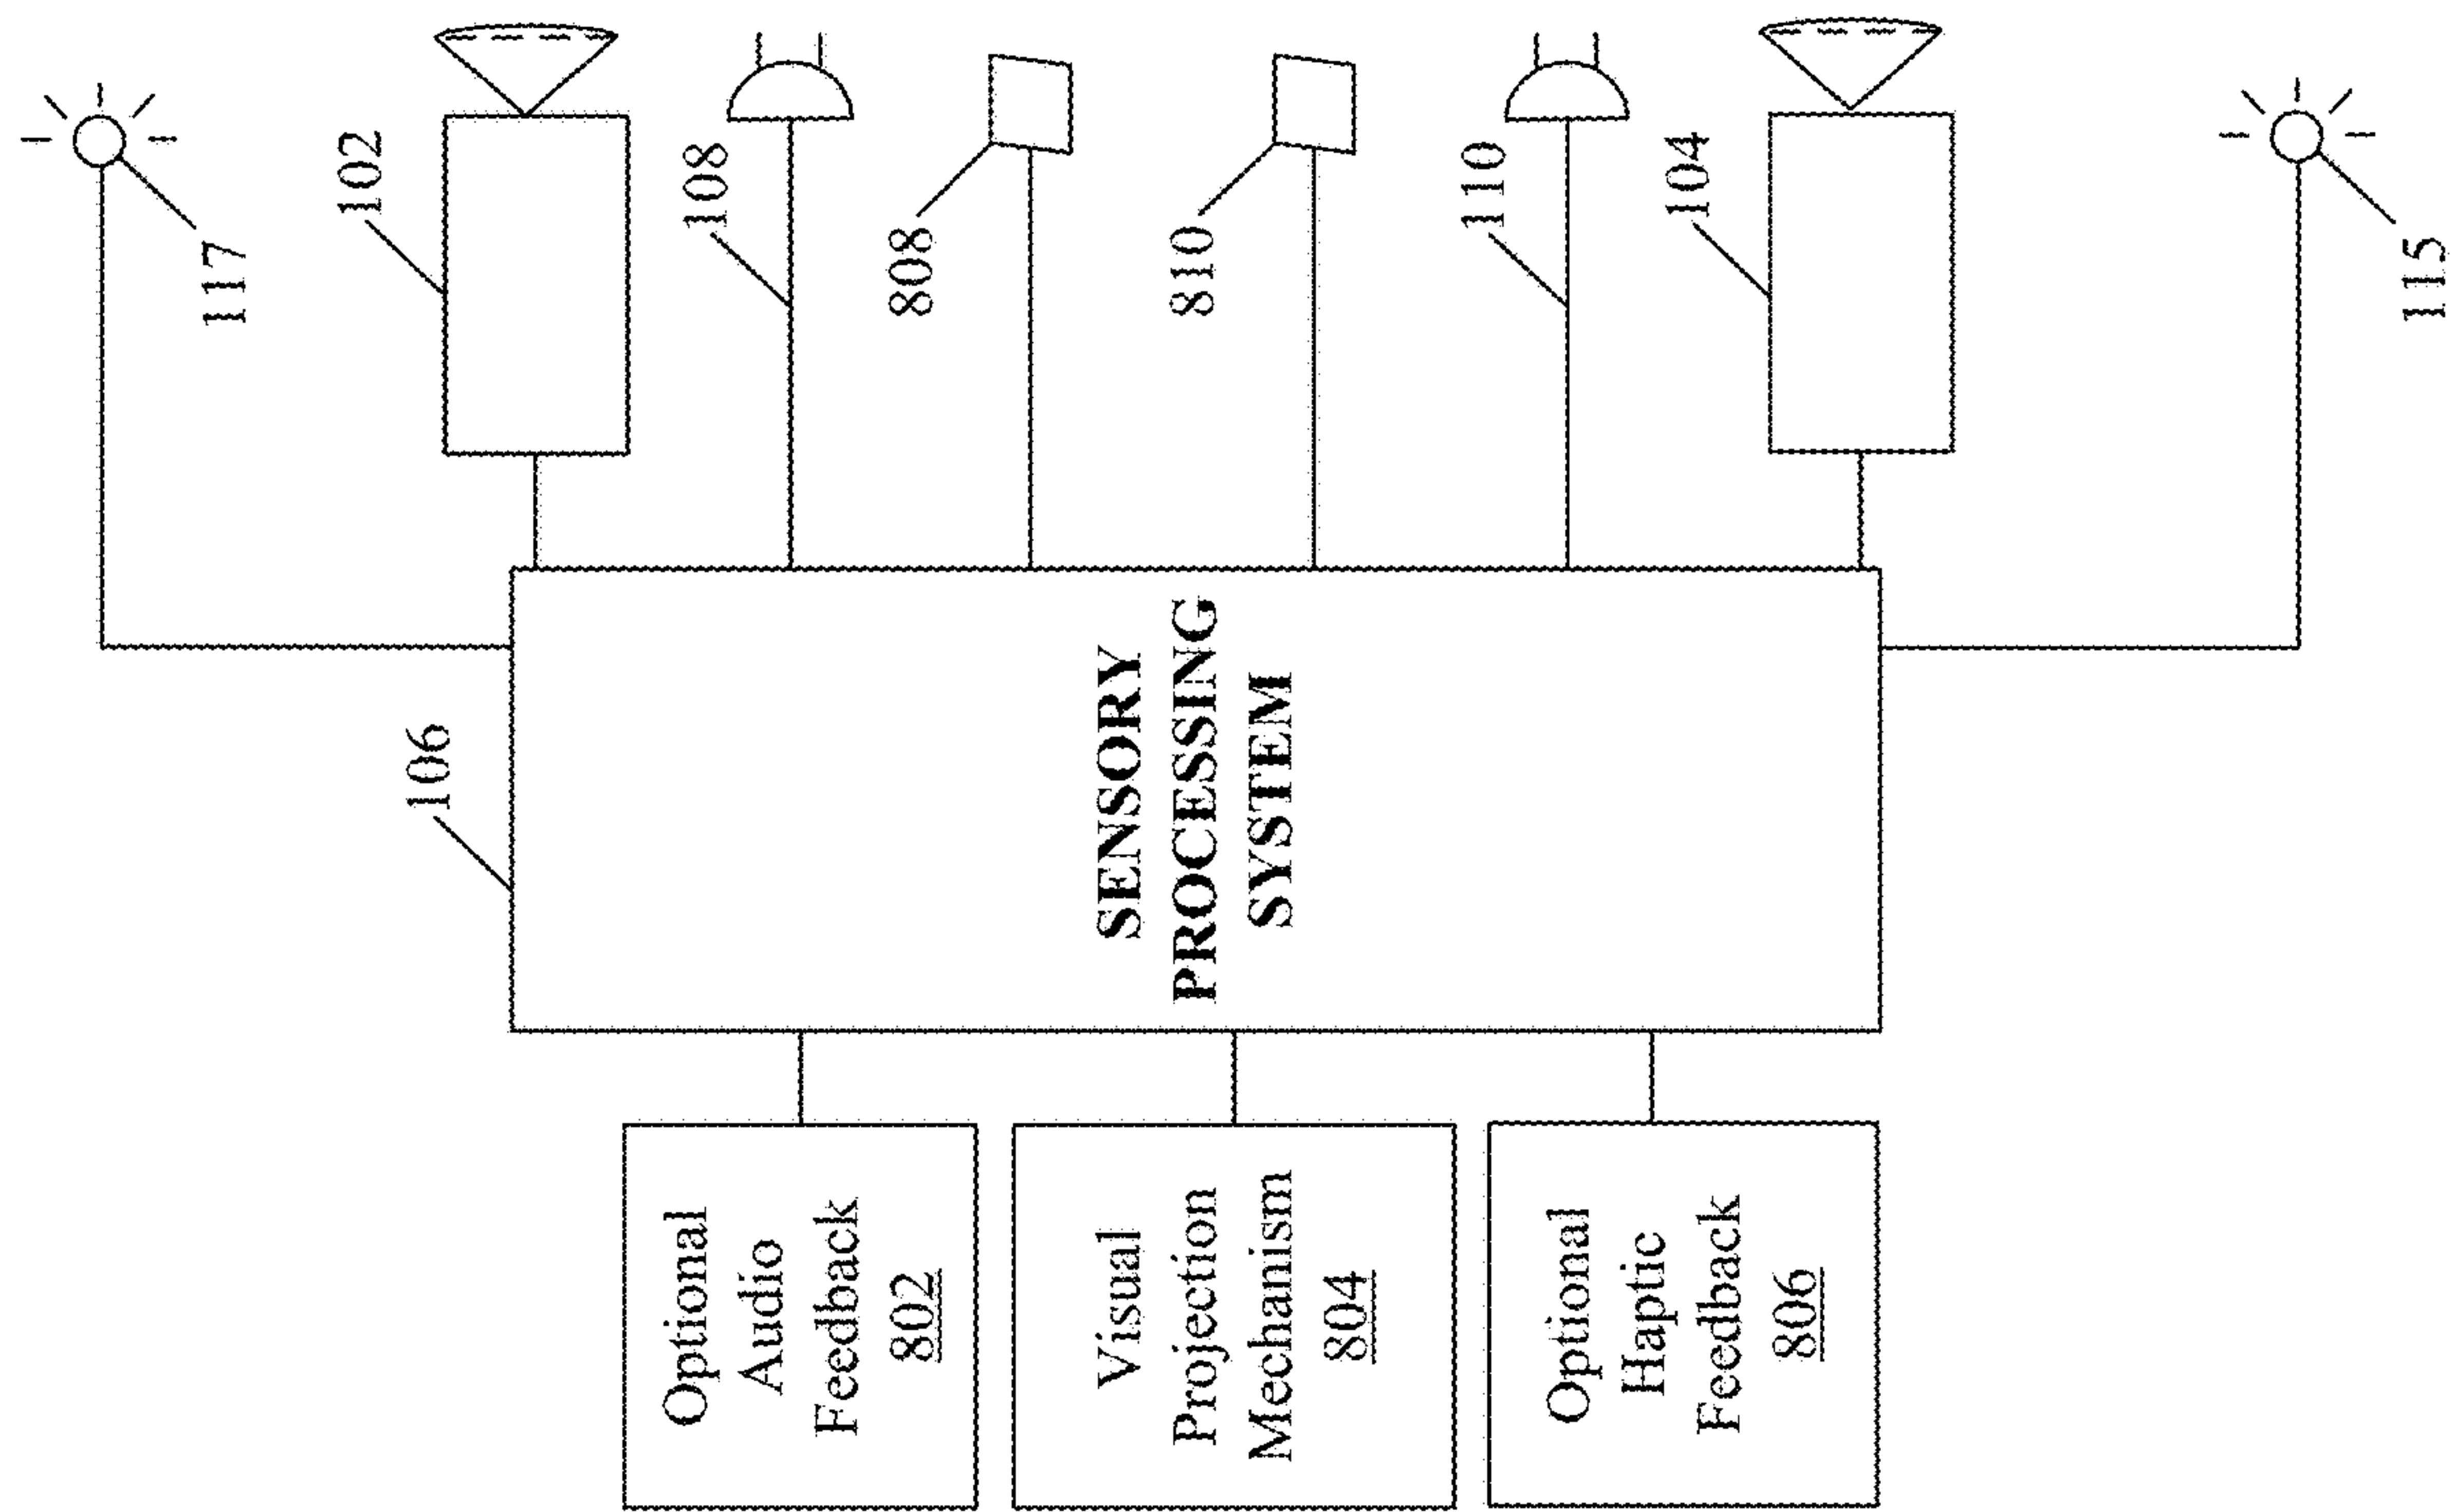 117
102
108
808
810
110
104
115
106
SENSORY
PROCESSING
SYSTEM
Optional
Audio
Feedback
802
Visual
Projection
Mechanism
804
Optional
Haptic
Feedback
806